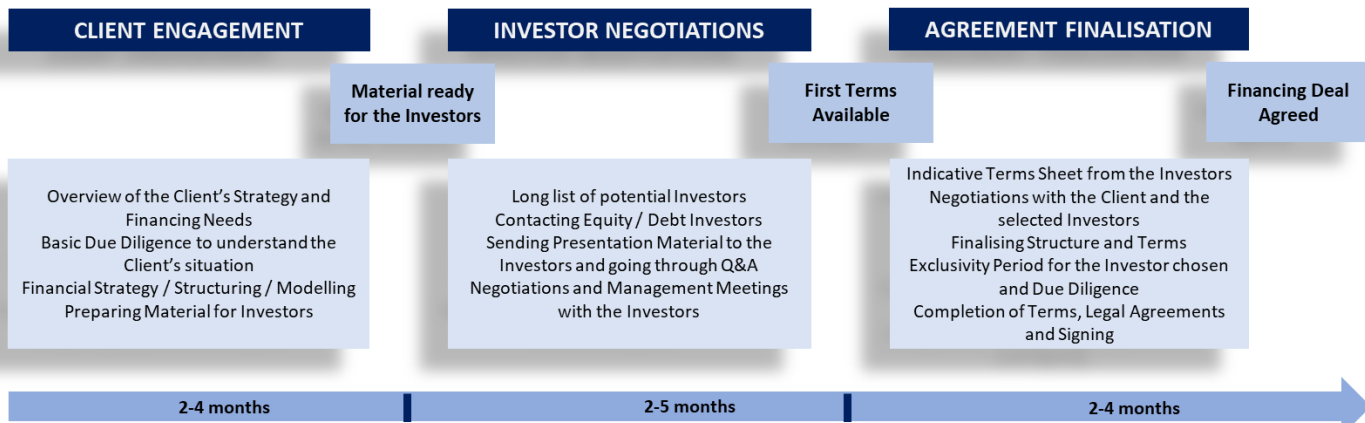 CLIENT ENGAGEMENT
INVESTOR NEGOTIATIONS
AGREEMENT FINALISATION
Material ready
for the Investors
First Terms
Available
Financing Deal
Agreed
Overview of the Client's Strategy and
Financing Needs
Basic Due Diligence to understand the
Client's situation
Financial Strategy / Structuring / Modelling
Preparing Material for Investors
Long list of potential Investors
Contacting Equity / Debt Investors
Sending Presentation Material to the
Investors and going through Q&A
Negotiations and Management Meetings
with the Investors
Indicative Terms Sheet from the Investors
Negotiations with the Client and the
selected Investors
Finalising Structure and Terms
Exclusivity Period for the Investor chosen
and Due Diligence
Completion of Terms, Legal Agreements
and Signing
2-4 months
2-5 months
2-4 months